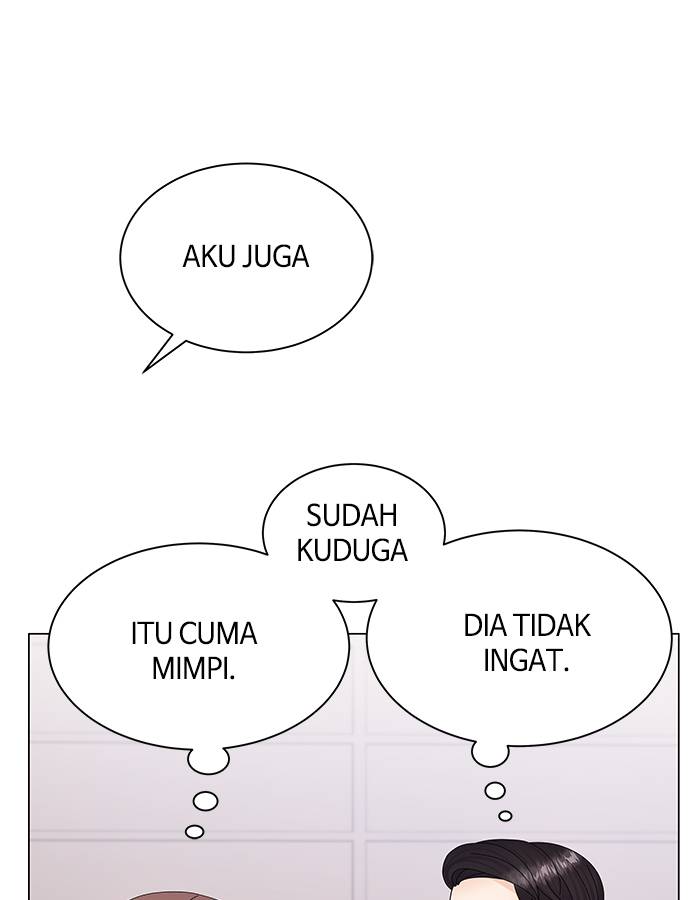 AKU JUGA
SUDAH
KUDUGA
ITU CUMA
MIMPI.
DIA TIDAK
INGAT.